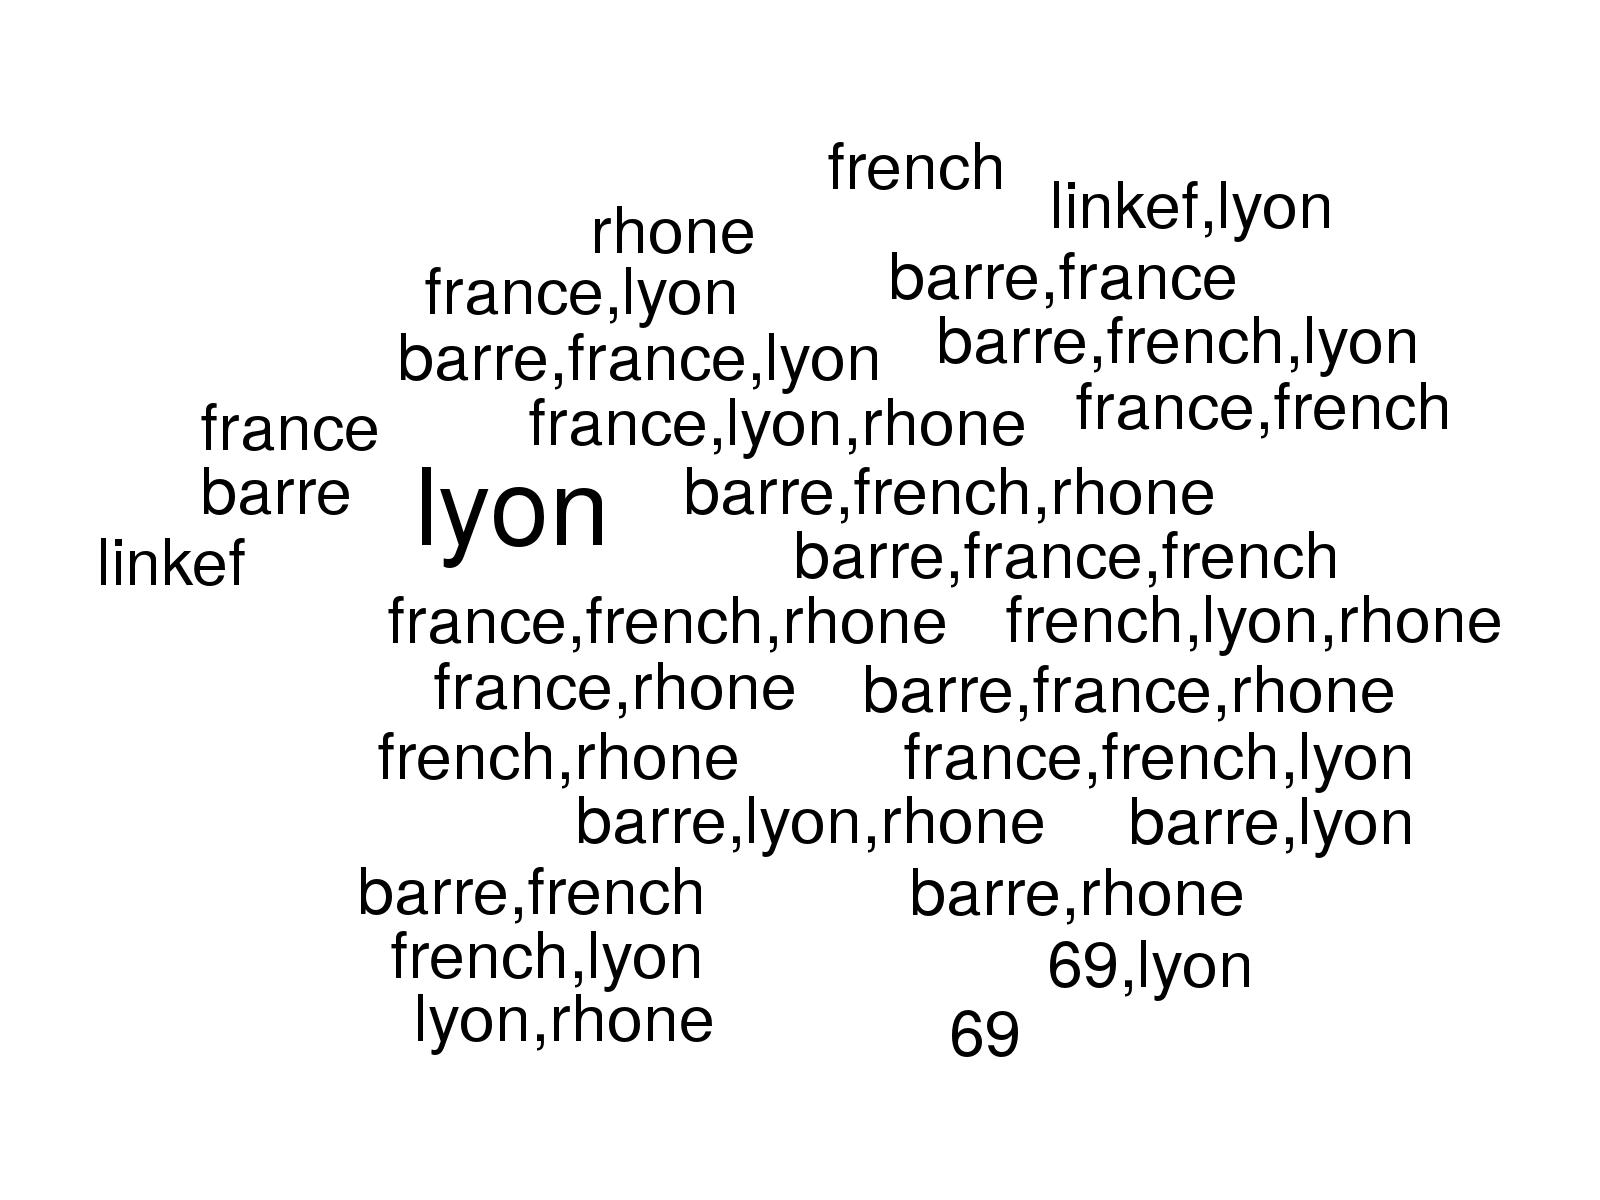 french
linkef,lyon
rhone
barre,france
france,lyon
barre,french,lyon
barre,france,lyon
france,french
france,lyon,rhone
france
barre
lyon
barre,french,rhone
linkef
barre,france,french
france,french,rhone
french,lyon,rhone
france,rhone
barre,france,rhone
french,rhone
france,french,lyon
barre,lyon,rhone
barre,lyon
barre,french
barre,rhone
french,lyon
69,lyon
lyon,rhone
69